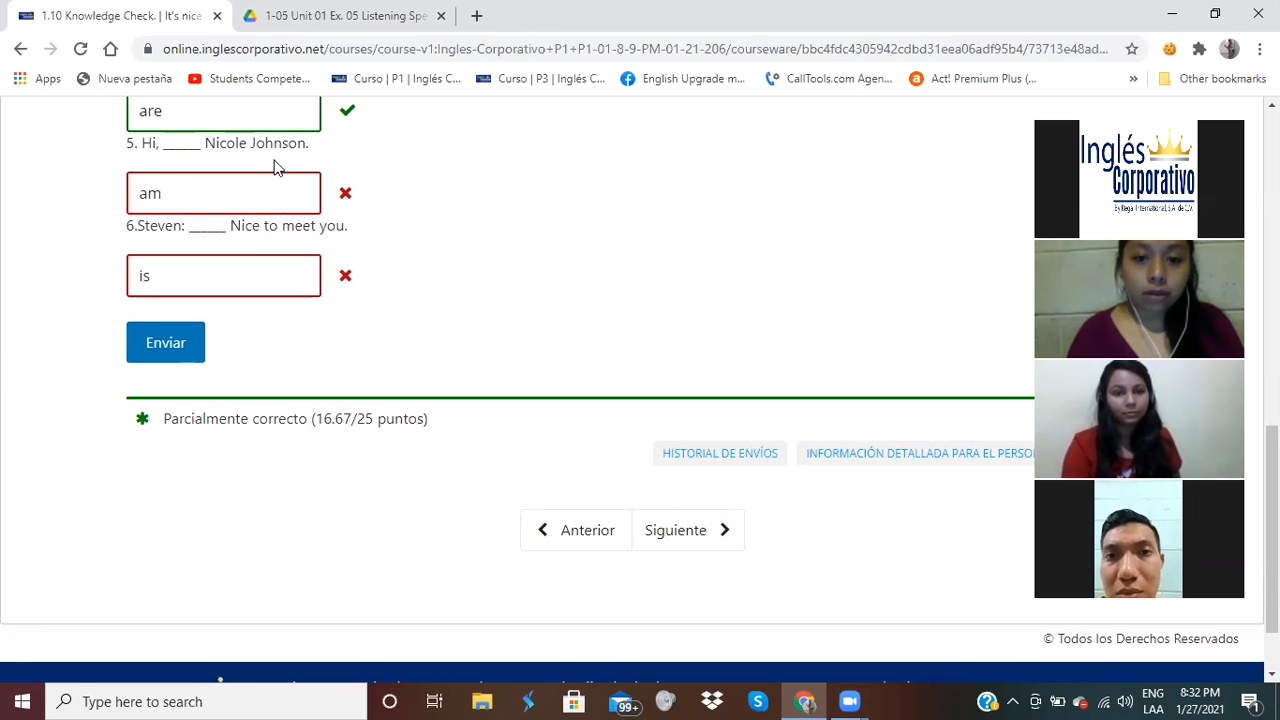 1.10 Knowledge Check. | It's nice
1-05 Unit 01 Ex. 05 Listening Spe
online.inglescorporativo.net/courses/course-v1:Ingles-Corporativo+P1+P1-01-8-9-PM-01-21-206/courseware/bbc4fdc4305942cdbd31eea06adf95b4/73713e48ad...
Apps
Nueva pestaña
Students Compete...
Curso | P1 | Inglés C...
Curso | P3 | Inglés C...
English Upgrade m...
CallTools.com Agen...
Act! Premium Plus (...
»
Other bookmarks
are
5. Hi, ______ Nicole Johnson.
am
6.Steven: ______ Nice to meet you.
is
Enviar
Parcialmente correcto (16.67/25 puntos)
HISTORIAL DE ENVÍOS
INFORMACIÓN DETALLADA PARA EL PERSO
Anterior
Siguiente
© Todos los Derechos Reservados
Inglés
Corporativo
Type here to search
99+
ENG
LAA
8:32 PM
1/27/2021
1